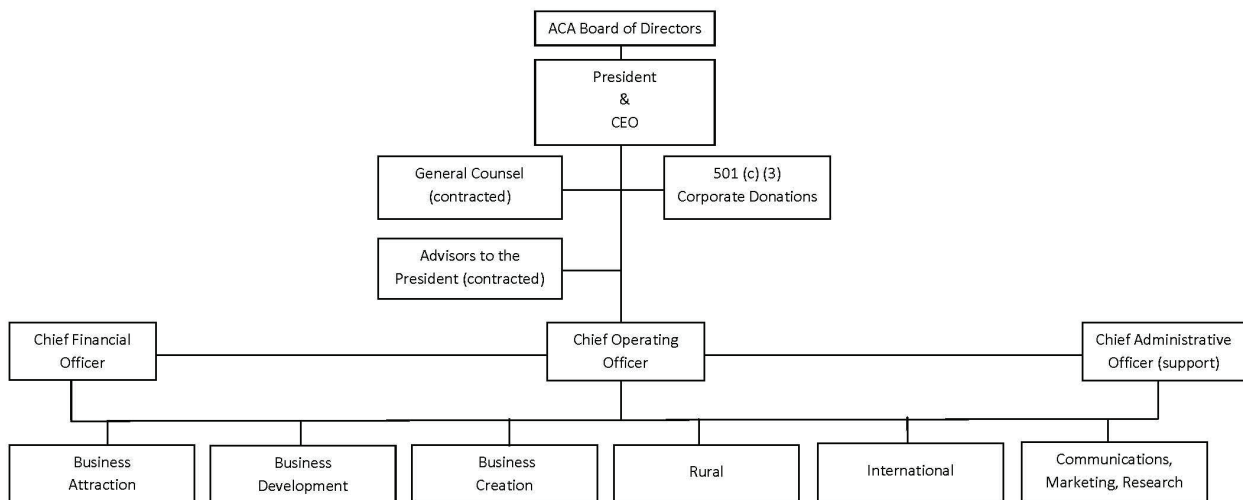 ACA Board of Directors
President
&
CEO
General Counsel
(contracted)
501 (c) (3)
Corporate Donations
Advisors to the
President (contracted)
Chief Financial
Officer
Chief Operating
Officer
Chief Administrative
Officer (support)
Business
Attraction
Business
Development
Business
Creation
Rural
International
Communications,
Marketing, Research